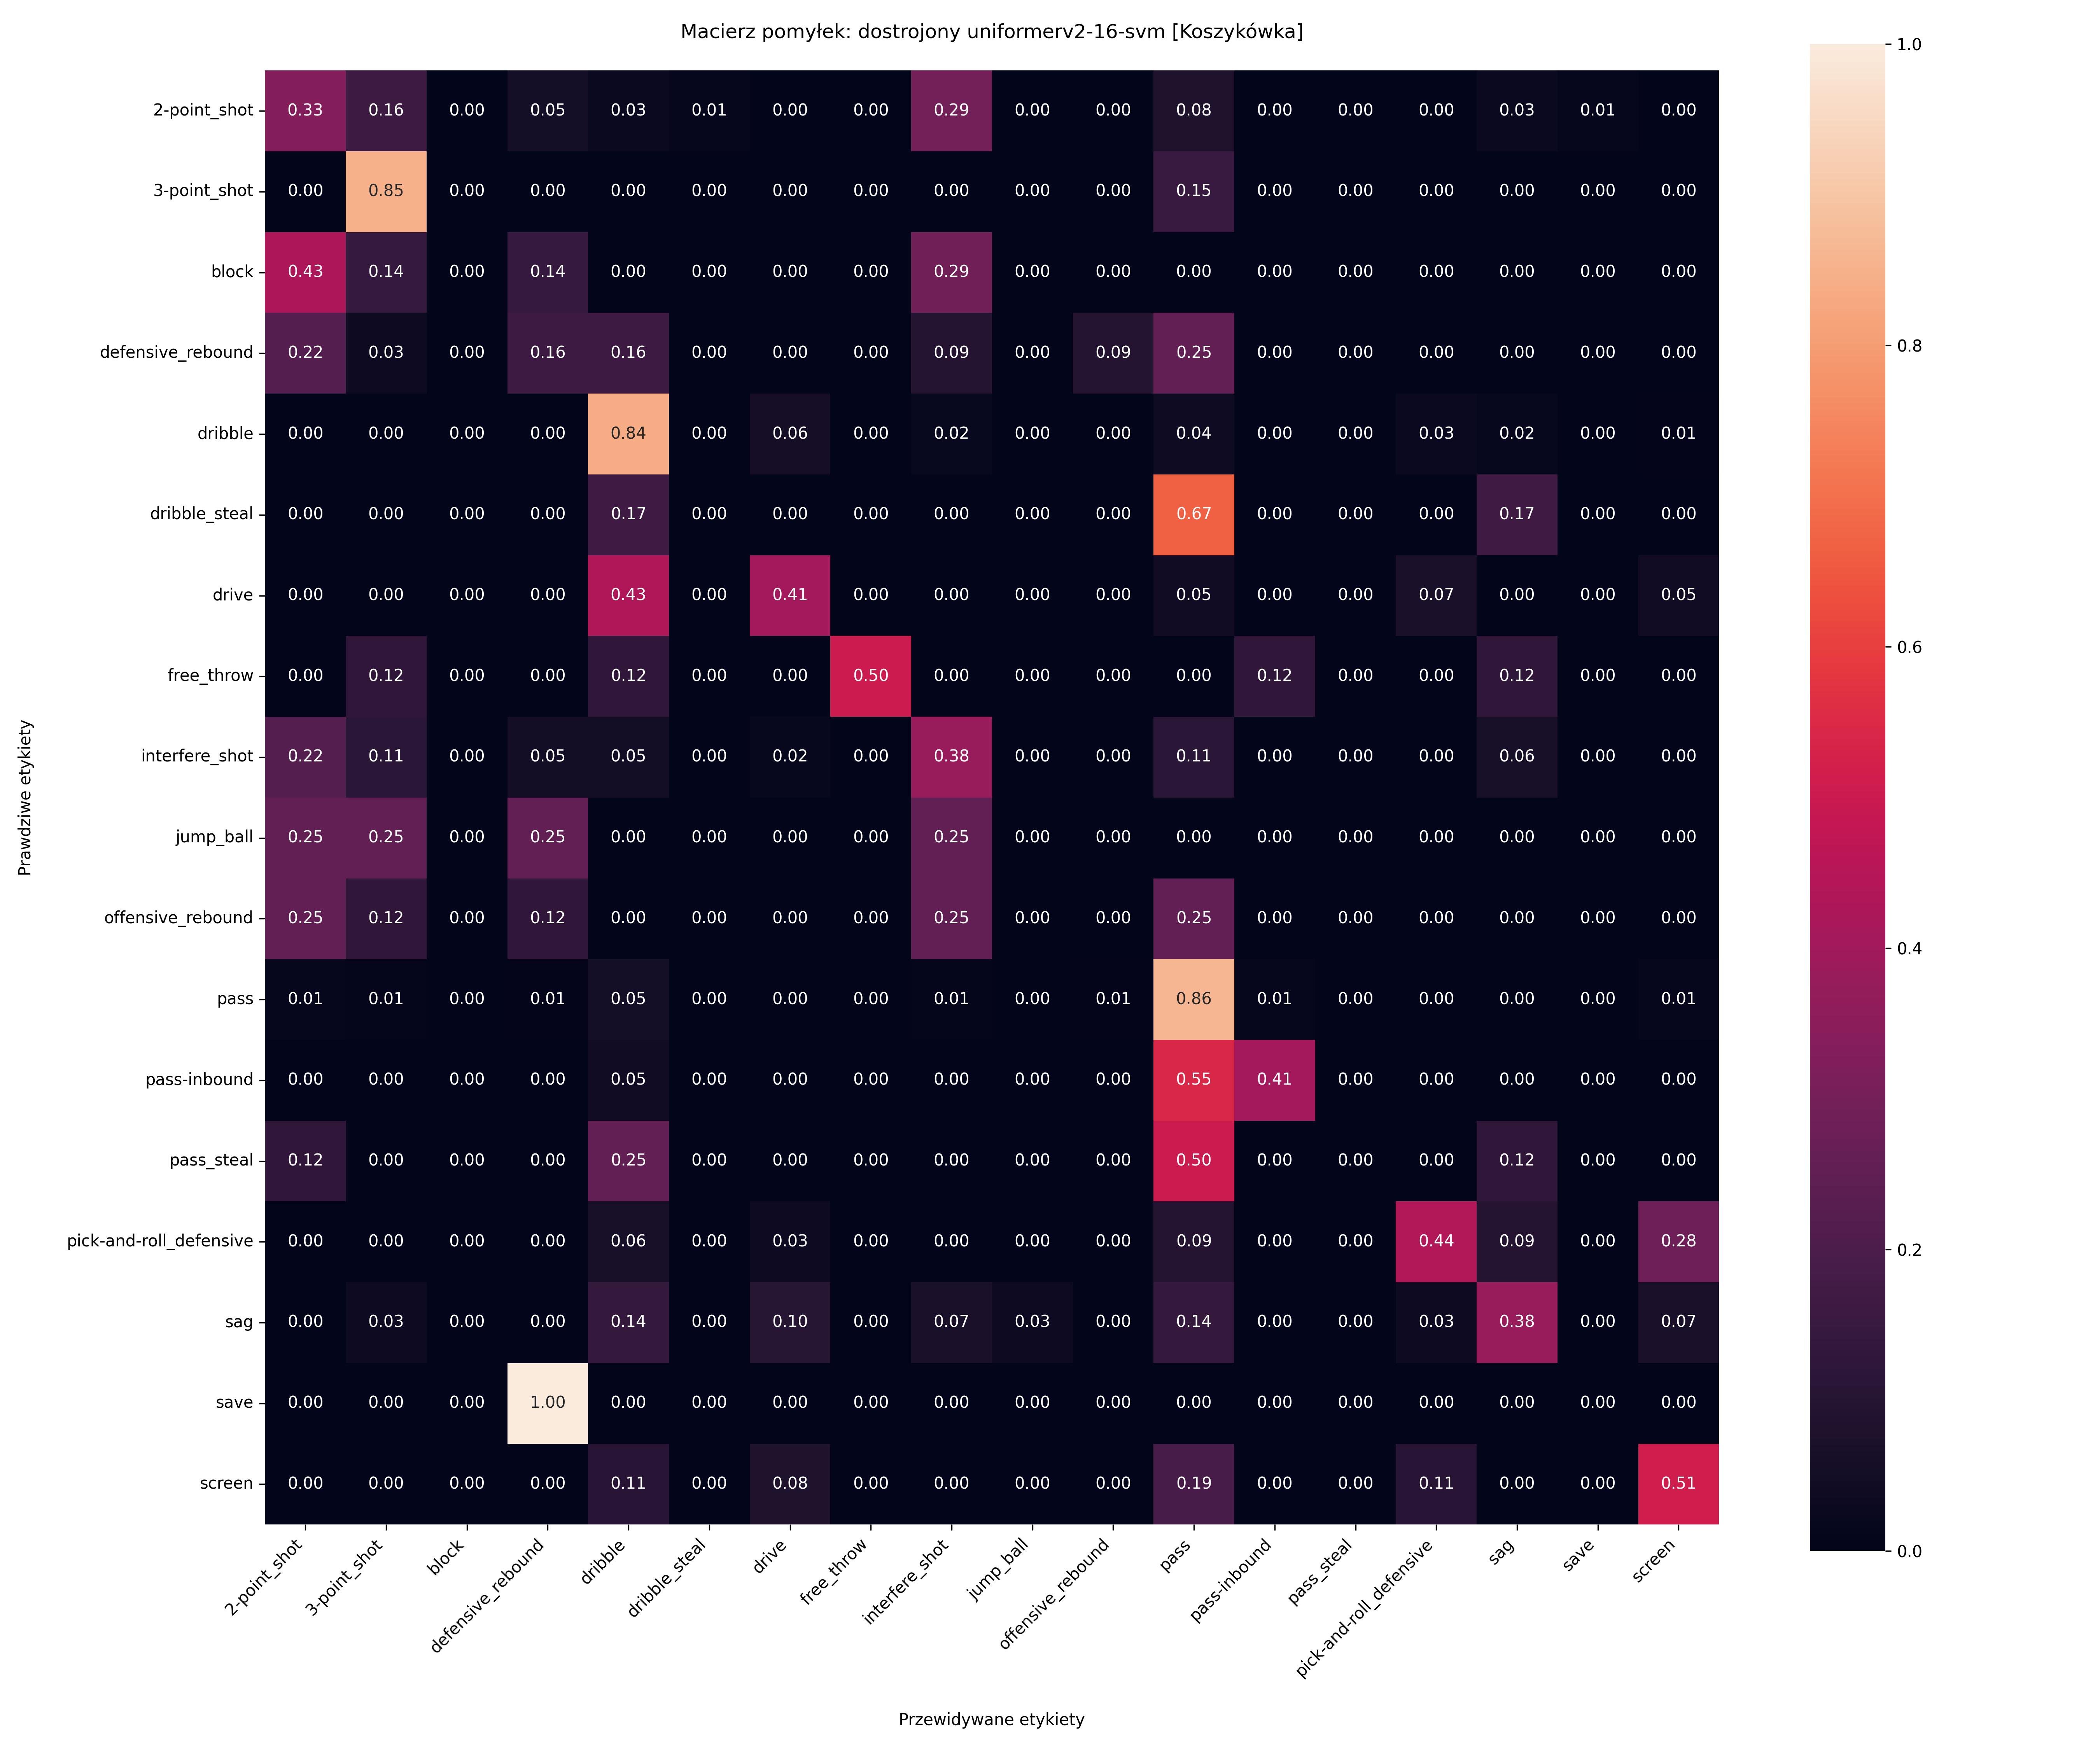 Macierz pomyłek: dostrojony uniformerv2-16-svm [Koszykówka]
2-point_shot 0.33 0.16 0.00 0.05 0.03 0.01 0.00 0.00 0.29 0.00 0.00 0.08 0.00 0.00 0.00 0.03 0.01 0.00
3-point_shot 0.00 0.85 0.00 0.00 0.00 0.00 0.00 0.00 0.00 0.00 0.00 0.15 0.00 0.00 0.00 0.00 0.00 0.00
block 0.43 0.14 0.00 0.14 0.00 0.00 0.00 0.00 0.29 0.00 0.00 0.00 0.00 0.00 0.00 0.00 0.00 0.00
defensive_rebound 0.22 0.03 0.00 0.16 0.16 0.00 0.00 0.00 0.09 0.00 0.09 0.25 0.00 0.00 0.00 0.00 0.00 0.00
dribble 0.00 0.00 0.00 0.00 0.84 0.00 0.06 0.00 0.02 0.00 0.00 0.04 0.00 0.00 0.03 0.02 0.00 0.01
dribble_steal 0.00 0.00 0.00 0.00 0.17 0.00 0.00 0.00 0.00 0.00 0.00 0.67 0.00 0.00 0.00 0.17 0.00 0.00
drive 0.00 0.00 0.00 0.00 0.43 0.00 0.41 0.00 0.00 0.00 0.00 0.05 0.00 0.00 0.07 0.00 0.00 0.05
free_throw 0.00 0.12 0.00 0.00 0.12 0.00 0.00 0.50 0.00 0.00 0.00 0.00 0.12 0.00 0.00 0.12 0.00 0.00
interfere_shot 0.22 0.11 0.00 0.05 0.05 0.00 0.02 0.00 0.38 0.00 0.00 0.11 0.00 0.00 0.00 0.06 0.00 0.00
jump_ball 0.25 0.25 0.00 0.25 0.00 0.00 0.00 0.00 0.25 0.00 0.00 0.00 0.00 0.00 0.00 0.00 0.00 0.00
offensive_rebound 0.25 0.12 0.00 0.12 0.00 0.00 0.00 0.00 0.25 0.00 0.00 0.25 0.00 0.00 0.00 0.00 0.00 0.00
pass 0.01 0.01 0.00 0.01 0.05 0.00 0.00 0.00 0.01 0.00 0.01 0.86 0.01 0.00 0.00 0.00 0.00 0.01
pass-inbound 0.00 0.00 0.00 0.00 0.05 0.00 0.00 0.00 0.00 0.00 0.00 0.55 0.41 0.00 0.00 0.00 0.00 0.00
pass_steal 0.12 0.00 0.00 0.00 0.25 0.00 0.00 0.00 0.00 0.00 0.00 0.50 0.00 0.00 0.00 0.12 0.00 0.00
pick-and-roll_defensive 0.00 0.00 0.00 0.00 0.06 0.00 0.03 0.00 0.00 0.00 0.00 0.09 0.00 0.00 0.44 0.09 0.00 0.28
sag 0.00 0.03 0.00 0.00 0.14 0.00 0.10 0.00 0.07 0.03 0.00 0.14 0.00 0.00 0.03 0.38 0.00 0.07
save 0.00 0.00 0.00 1.00 0.00 0.00 0.00 0.00 0.00 0.00 0.00 0.00 0.00 0.00 0.00 0.00 0.00 0.00
screen 0.00 0.00 0.00 0.00 0.11 0.00 0.08 0.00 0.00 0.00 0.00 0.19 0.00 0.00 0.11 0.00 0.00 0.51
2-point_shot
3-point_shot
block
defensive_rebound
dribble
dribble_steal
drive
free_throw
interfere_shot
jump_ball
offensive_rebound
pass
pass-inbound
pass_steal
pick-and-roll_defensive
sag
save
screen
Przewidywane etykiety
Prawdziwe etykiety
1.0
0.8
0.6
0.4
0.2
0.0